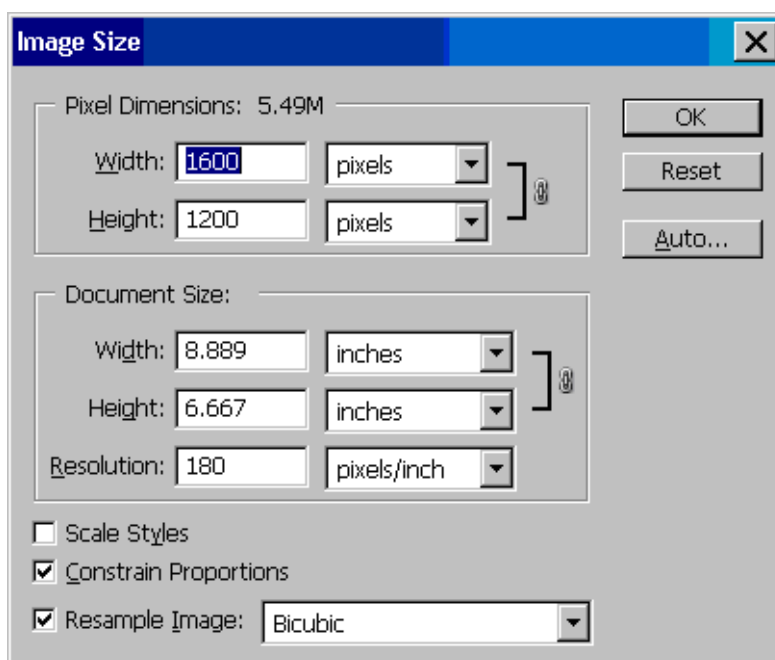 Image Size
Pixel Dimensions: 5.49M
OK
Width: 1600 pixels
Reset
Height: 1200 pixels
Auto...
Document Size:
Width: 8.889 inches
Height: 6.667 inches
Resolution: 180 pixels/inch
Scale Styles
Constrain Proportions
Resample Image: Bicubic